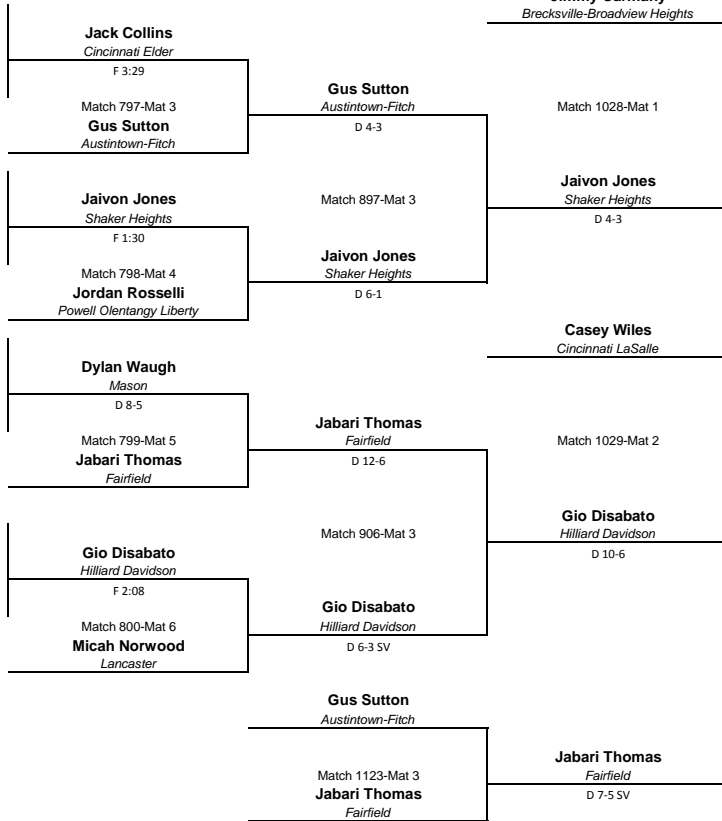 Jack Collins
Cincinnati Elder
F 3:29
Match 797-Mat 3
Gus Sutton
Austintown-Fitch
Jaivon Jones
Shaker Heights
F 1:30
Match 798-Mat 4
Jordan Rosselli
Powell Olentangy Liberty
Dylan Waugh
Mason
D 8-5
Match 799-Mat 5
Jabari Thomas
Fairfield
Gio Disabato
Hilliard Davidson
F 2:08
Match 800-Mat 6
Micah Norwood
Lancaster
Gus Sutton
Austintown-Fitch
D 4-3
Match 897-Mat 3
Jaivon Jones
Shaker Heights
D 6-1
Jabari Thomas
Fairfield
D 12-6
Match 906-Mat 3
Gio Disabato
Hilliard Davidson
D 6-3 SV
Gus Sutton
Austintown-Fitch
Match 1123-Mat 3
Jabari Thomas
Fairfield
Jimmy Carmany
Brecksville-Broadview Heights
Match 1028-Mat 1
Jaivon Jones
Shaker Heights
D 4-3
Casey Wiles
Cincinnati LaSalle
Match 1029-Mat 2
Gio Disabato
Hilliard Davidson
D 10-6
Jabari Thomas
Fairfield
D 7-5 SV